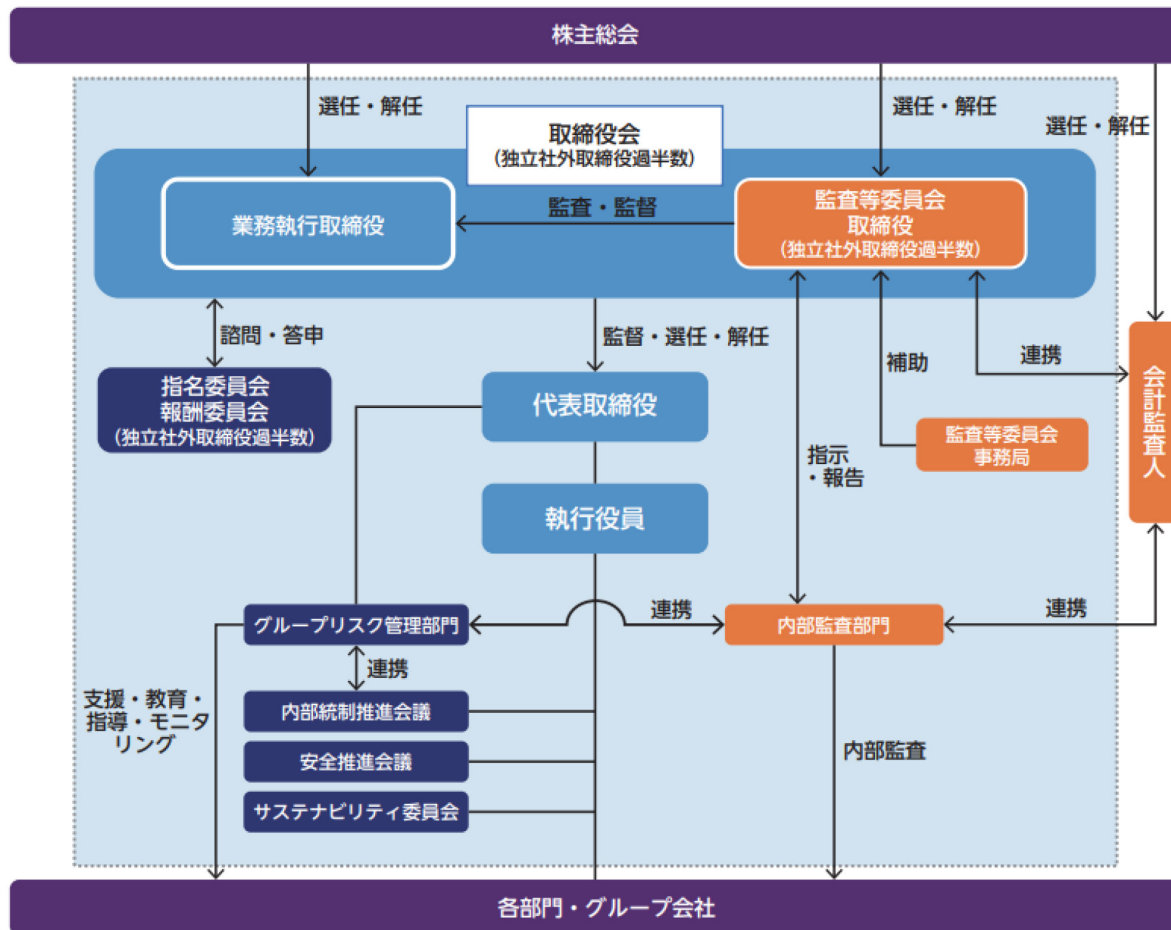 株主総会
選任・解任
選任・解任
選任・解任
取締役会
(独立社外取締役過半数)
業務執行取締役
監査・監督
監査等委員会
取締役
(独立社外取締役過半数)
諮問・答申
監督・選任・解任
補助
連携
指名委員会
報酬委員会
(独立社外取締役過半数)
代表取締役
会計監査人
監査等委員会
事務局
指示
・報告
執行役員
グループリスク管理部門
連携
内部監査部門
連携
連携
支援・教育・
指導・モニタ
リング
内部統制推進会議
安全推進会議
サステナビリティ委員会
内部監査
各部門・グループ会社